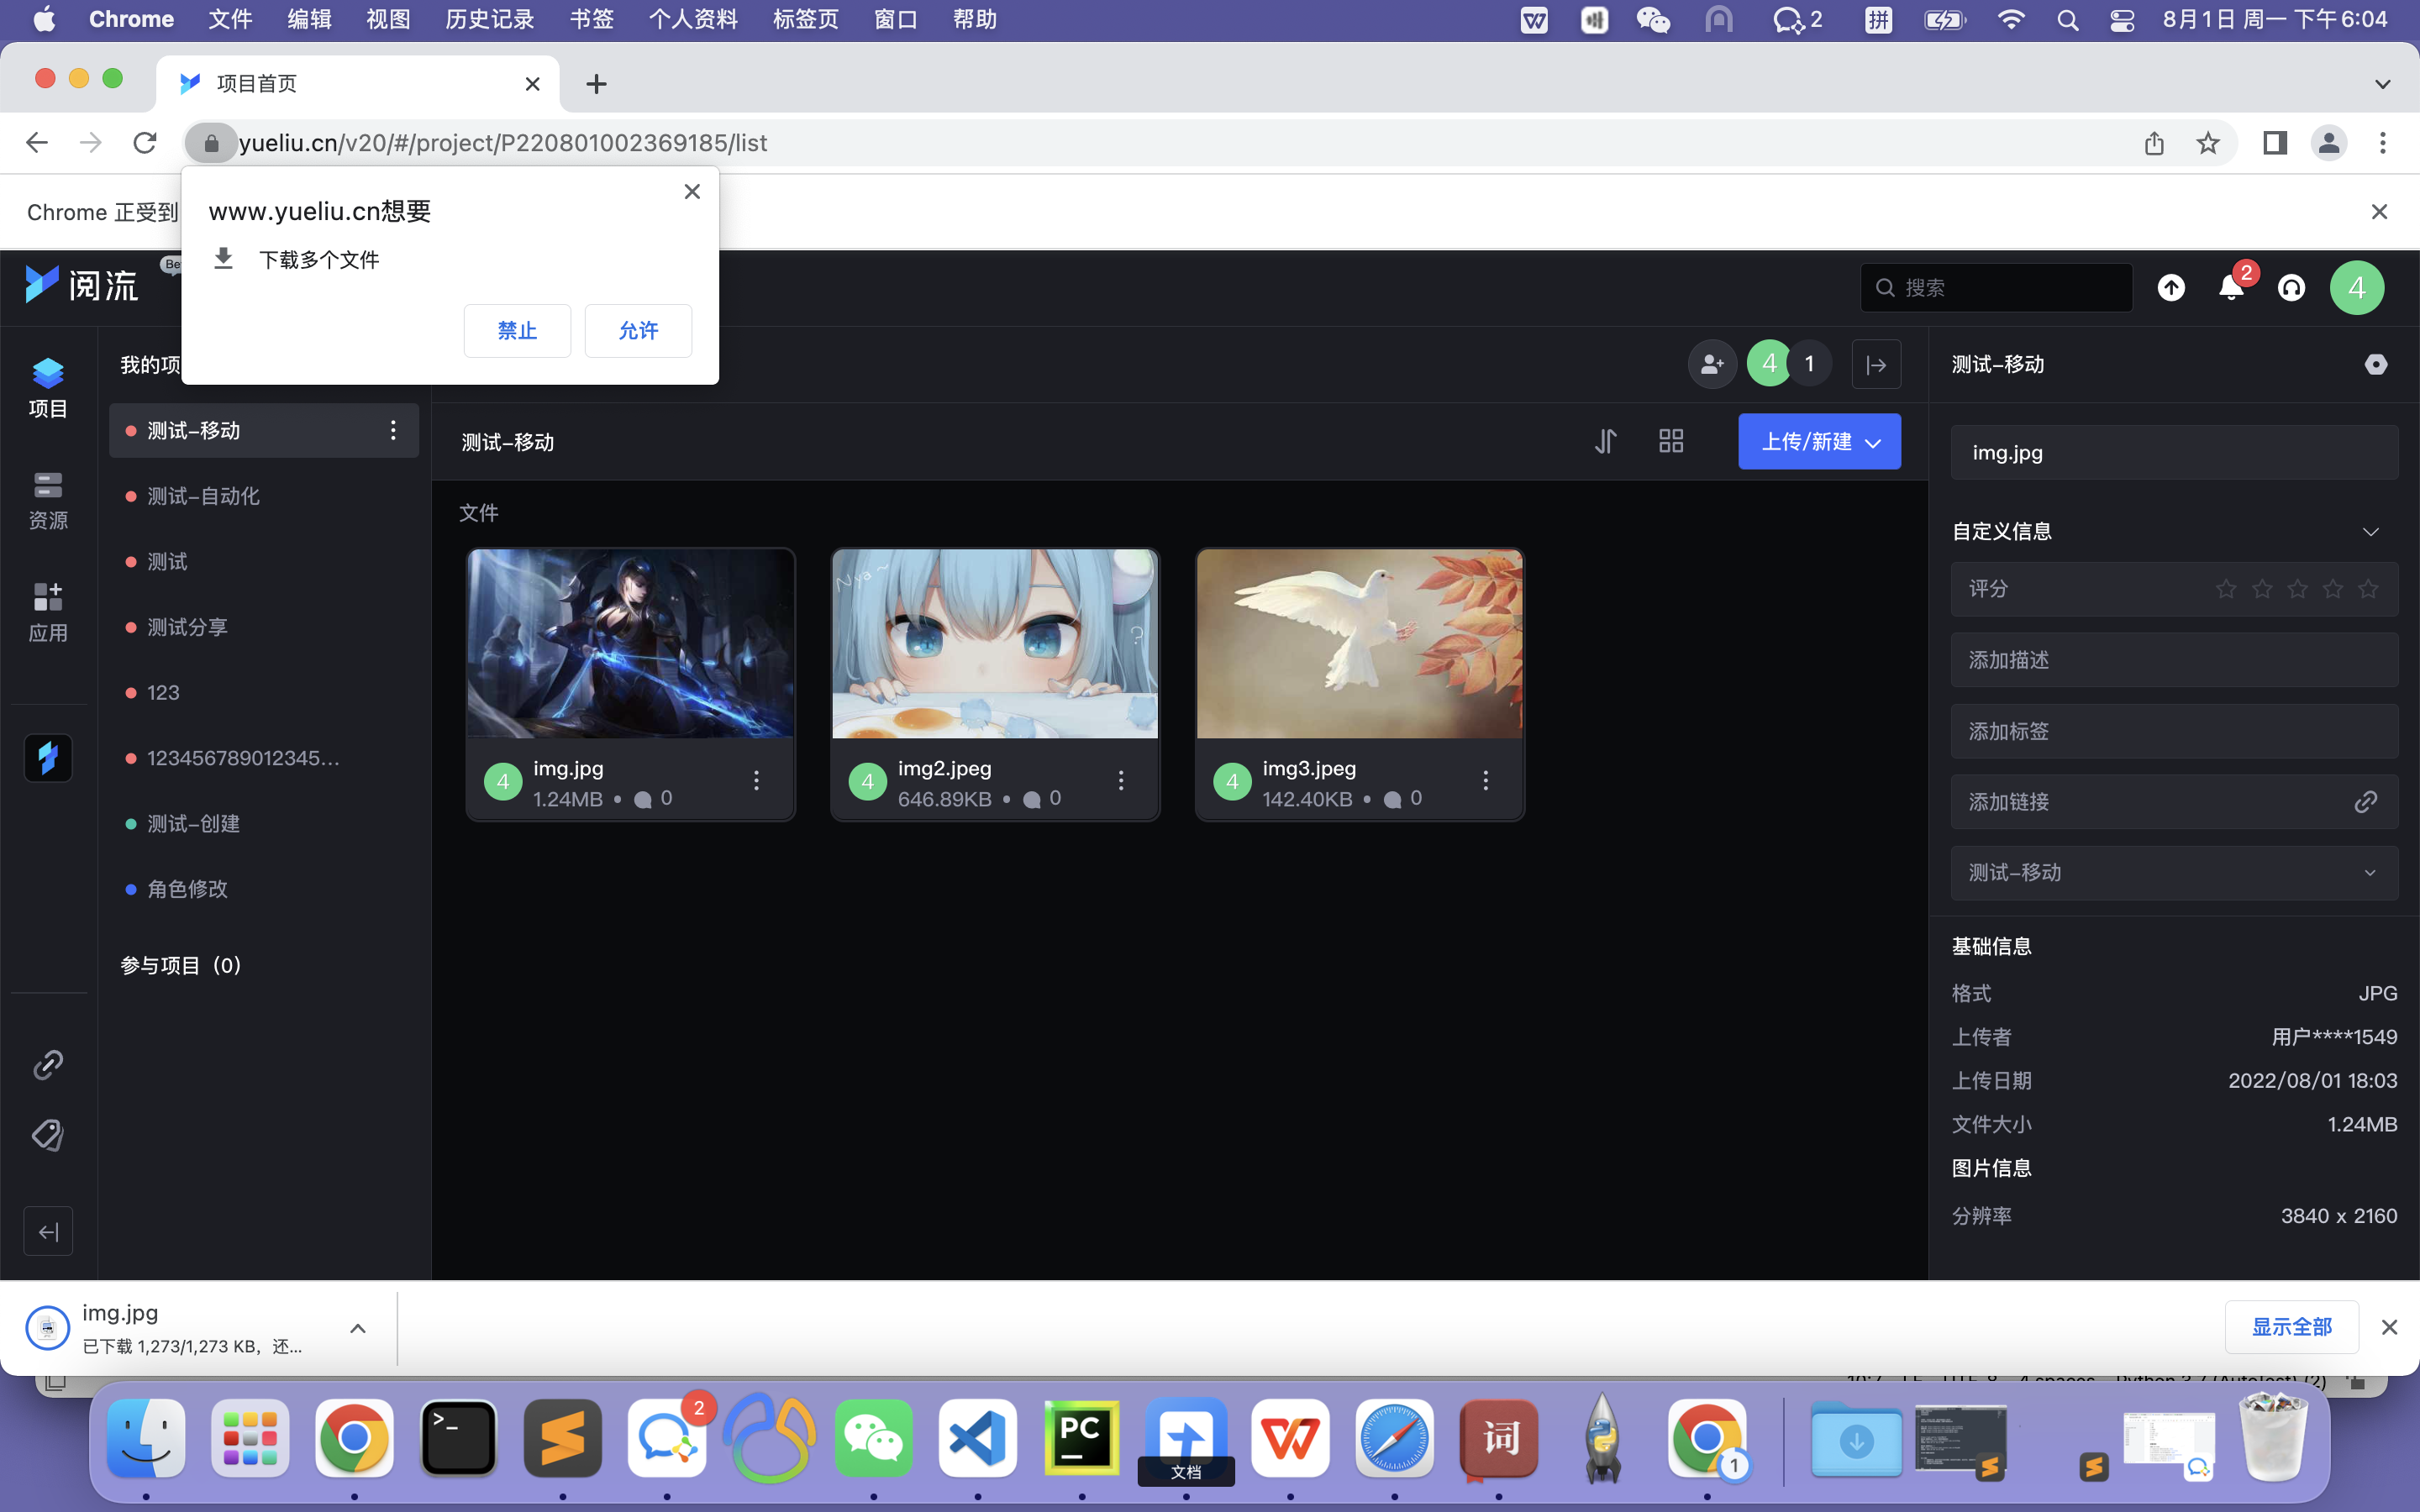 Chrome 文件 编辑 视图 历史记录 书签 个人资料 标签页 窗口 帮助 2 拼 8月1日 周一 下午6:04
项目首页
yueliu.cn/v20/#/project/P220801002369185/list
Chrome 正受到
www.yueliu.cn想要
下载多个文件
禁止 允许
阅流 Be
搜索 2 4
项目
资源
应用
我的项
测试-移动
测试-自动化
测试
测试分享
123
123456789012345...
测试-创建
角色修改
参与项目 (0)
4 1
测试-移动 上传/新建
文件
Nya~ ?
4 img.jpg
1.24MB • 0
4 img2.jpeg
646.89KB • 0
4 img3.jpeg
142.40KB • 0
测试-移动
img.jpg
自定义信息
评分
添加描述
添加标签
添加链接
测试-移动
基础信息
格式 JPG
上传者 用户****1549
上传日期 2022/08/01 18:03
文件大小 1.24MB
图片信息
分辨率 3840 x 2160
img.jpg
已下载 1,273/1,273 KB，还...
显示全部
2 PC 文档 词 1